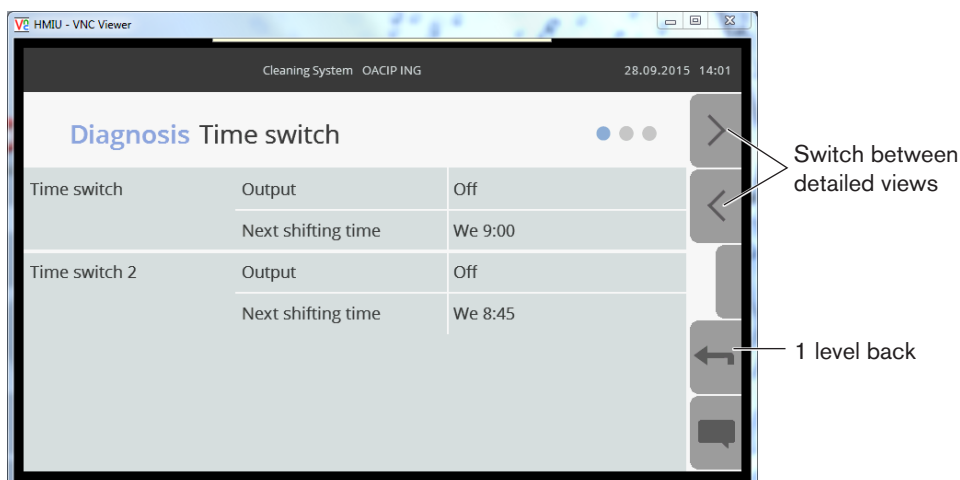 HMIU - VNC Viewer
Cleaning System OACIP ING 28.09.2015 14:01
Diagnosis Time switch
Switch between
detailed views
Time switch Output Off
Next shifting time We 9:00
Time switch 2 Output Off
Next shifting time We 8:45
1 level back